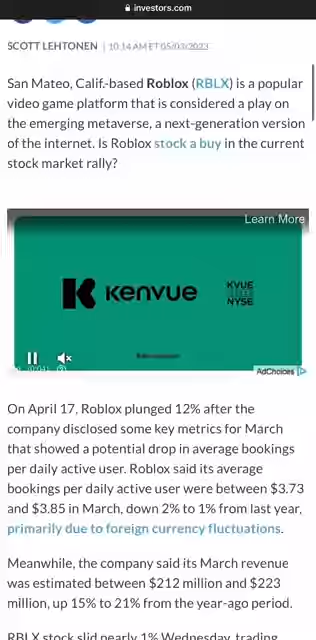 investors.com
SCOTT LEHTONEN | 10:14 AM ET 05/03/2023
San Mateo, Calif.-based Roblox (RBLX) is a popular
video game platform that is considered a play on
the emerging metaverse, a next-generation version
of the internet. Is Roblox stock a buy in the current
stock market rally?
Learn More
kenvue
KVUE
NYSE
AdChoices
On April 17, Roblox plunged 12% after the
company disclosed some key metrics for March
that showed a potential drop in average bookings
per daily active user. Roblox said its average
bookings per daily active user were between $3.73
and $3.85 in March, down 2% to 1% from last year,
primarily due to foreign currency fluctuations.
Meanwhile, the company said its March revenue
was estimated between $212 million and $223
million, up 15% to 21% from the year-ago period.
RBLX stock slid nearly 1% Wednesday, trading